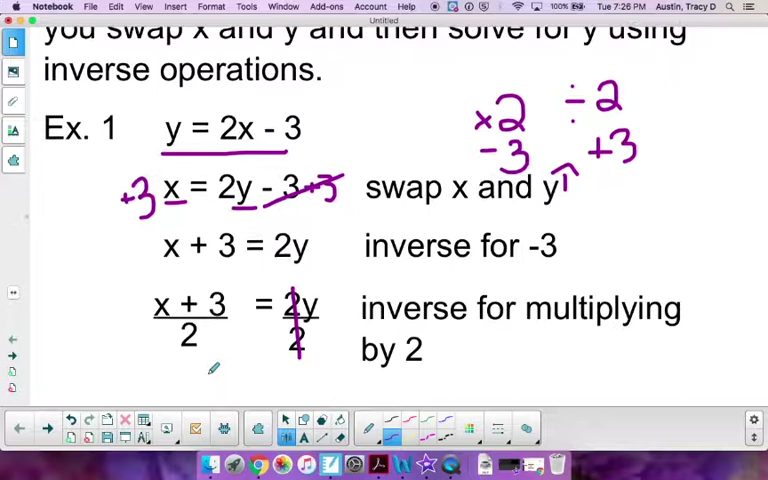 Notebook File Edit View Insert Format Tools Window Add-ons Account Help 100% Tue 7:26 PM Austin, Tracy D
Untitled
you swap x and y and then solve for y using
inverse operations.
Ex. 1 y = 2x - 3
×2 ÷2
-3 +3
+3 x = 2y - 3 +3 swap x and y
x + 3 = 2y inverse for -3
x + 3 = 2y inverse for multiplying
2 2 by 2